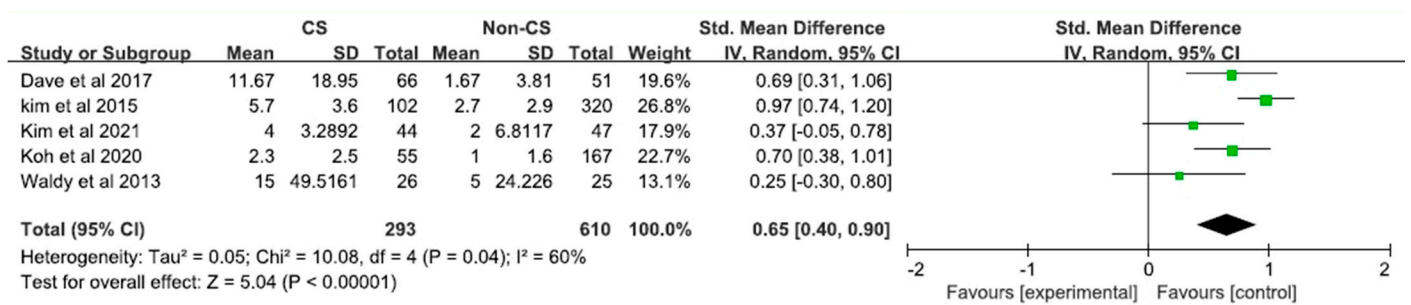 CS Non-CS Std. Mean Difference Std. Mean Difference
Study or Subgroup Mean SD Total Mean SD Total Weight IV, Random, 95% CI IV, Random, 95% CI
Dave et al 2017 11.67 18.95 66 1.67 3.81 51 19.6% 0.69 [0.31, 1.06]
kim et al 2015 5.7 3.6 102 2.7 2.9 320 26.8% 0.97 [0.74, 1.20]
Kim et al 2021 4 3.2892 44 2 6.8117 47 17.9% 0.37 [-0.05, 0.78]
Koh et al 2020 2.3 2.5 55 1 1.6 167 22.7% 0.70 [0.38, 1.01]
Waldy et al 2013 15 49.5161 26 5 24.226 25 13.1% 0.25 [-0.30, 0.80]
Total (95% CI) 293 610 100.0% 0.65 [0.40, 0.90]
Heterogeneity: Tau² = 0.05; Chi² = 10.08, df = 4 (P = 0.04); I² = 60%
Test for overall effect: Z = 5.04 (P < 0.00001)
-2 -1 0 1 2
Favours [experimental] Favours [control]